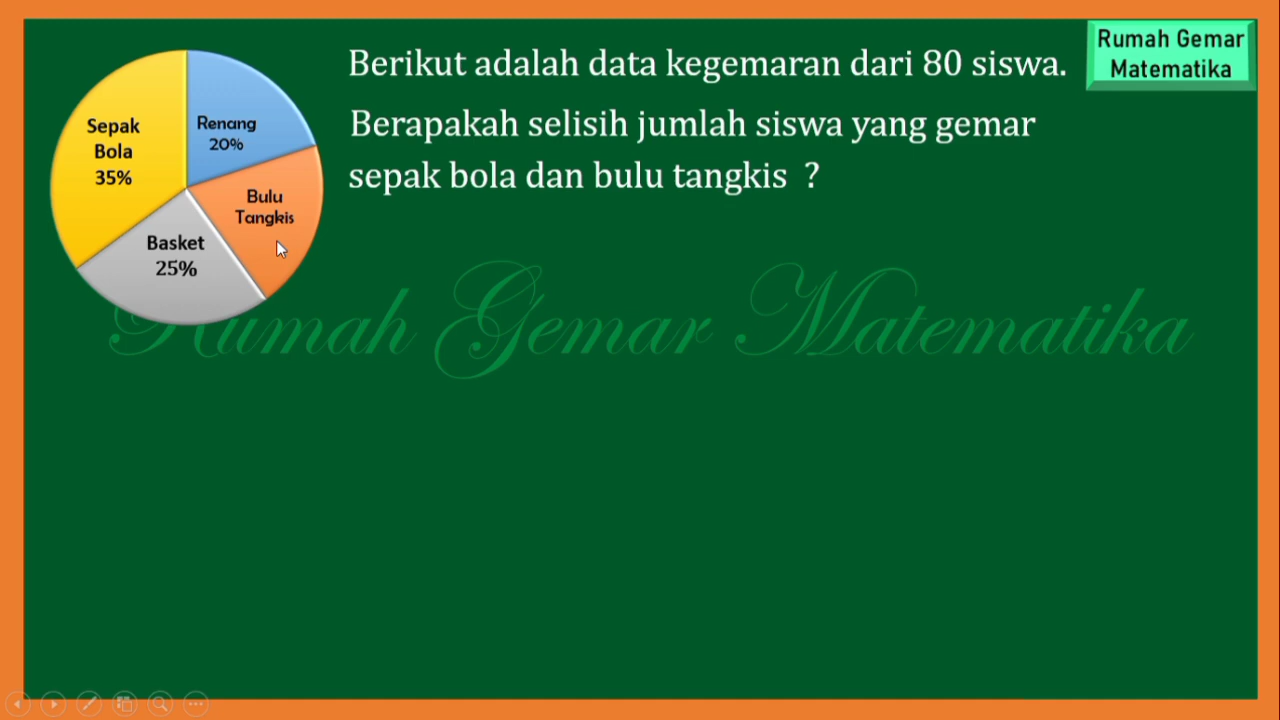 Rumah Gemar
Matematika
Berikut adalah data kegemaran dari 80 siswa.
Berapakah selisih jumlah siswa yang gemar
sepak bola dan bulu tangkis ?
Sepak
Bola
35%
Renang
20%
Bulu
Tangkis
Basket
25%
Rumah Gemar Matematika